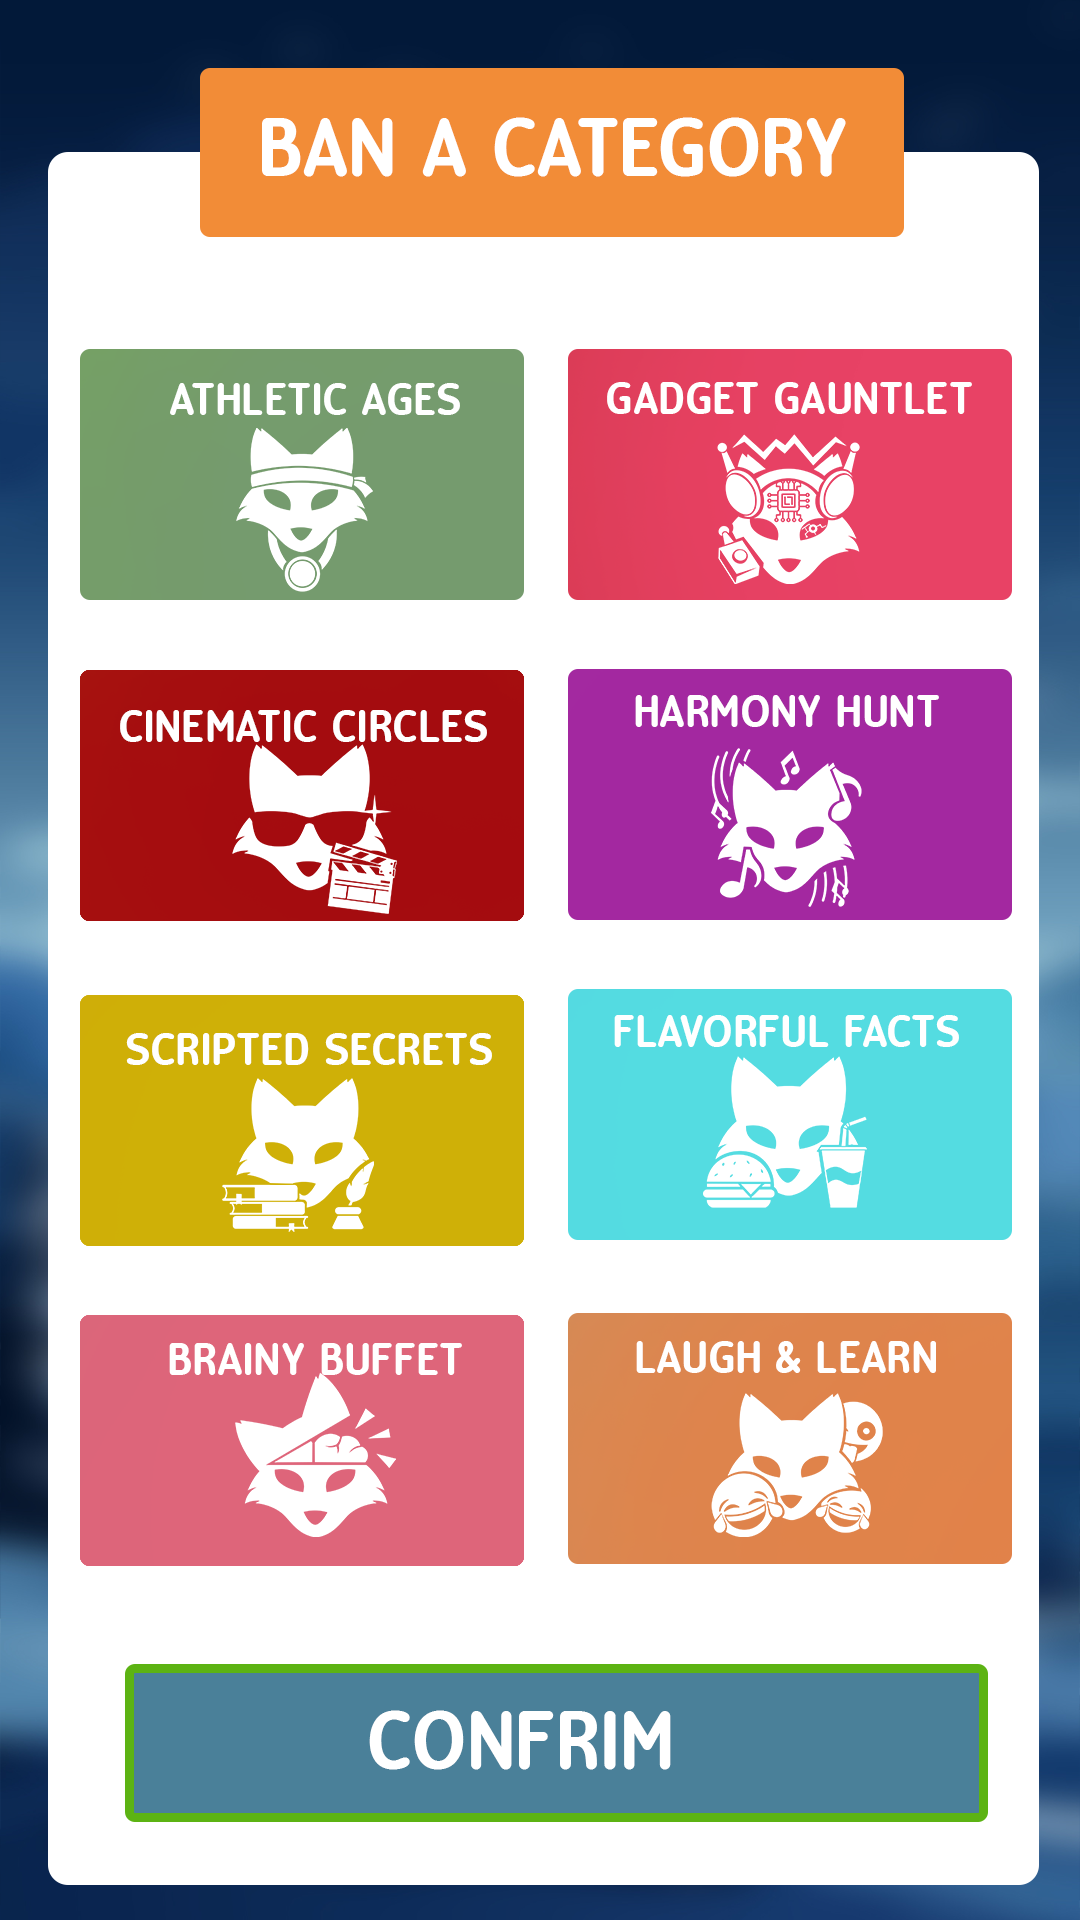 BAN A CATEGORY
ATHLETIC AGES
GADGET GAUNTLET
CINEMATIC CIRCLES
HARMONY HUNT
SCRIPTED SECRETS
FLAVORFUL FACTS
BRAINY BUFFET
LAUGH & LEARN
CONFRIM